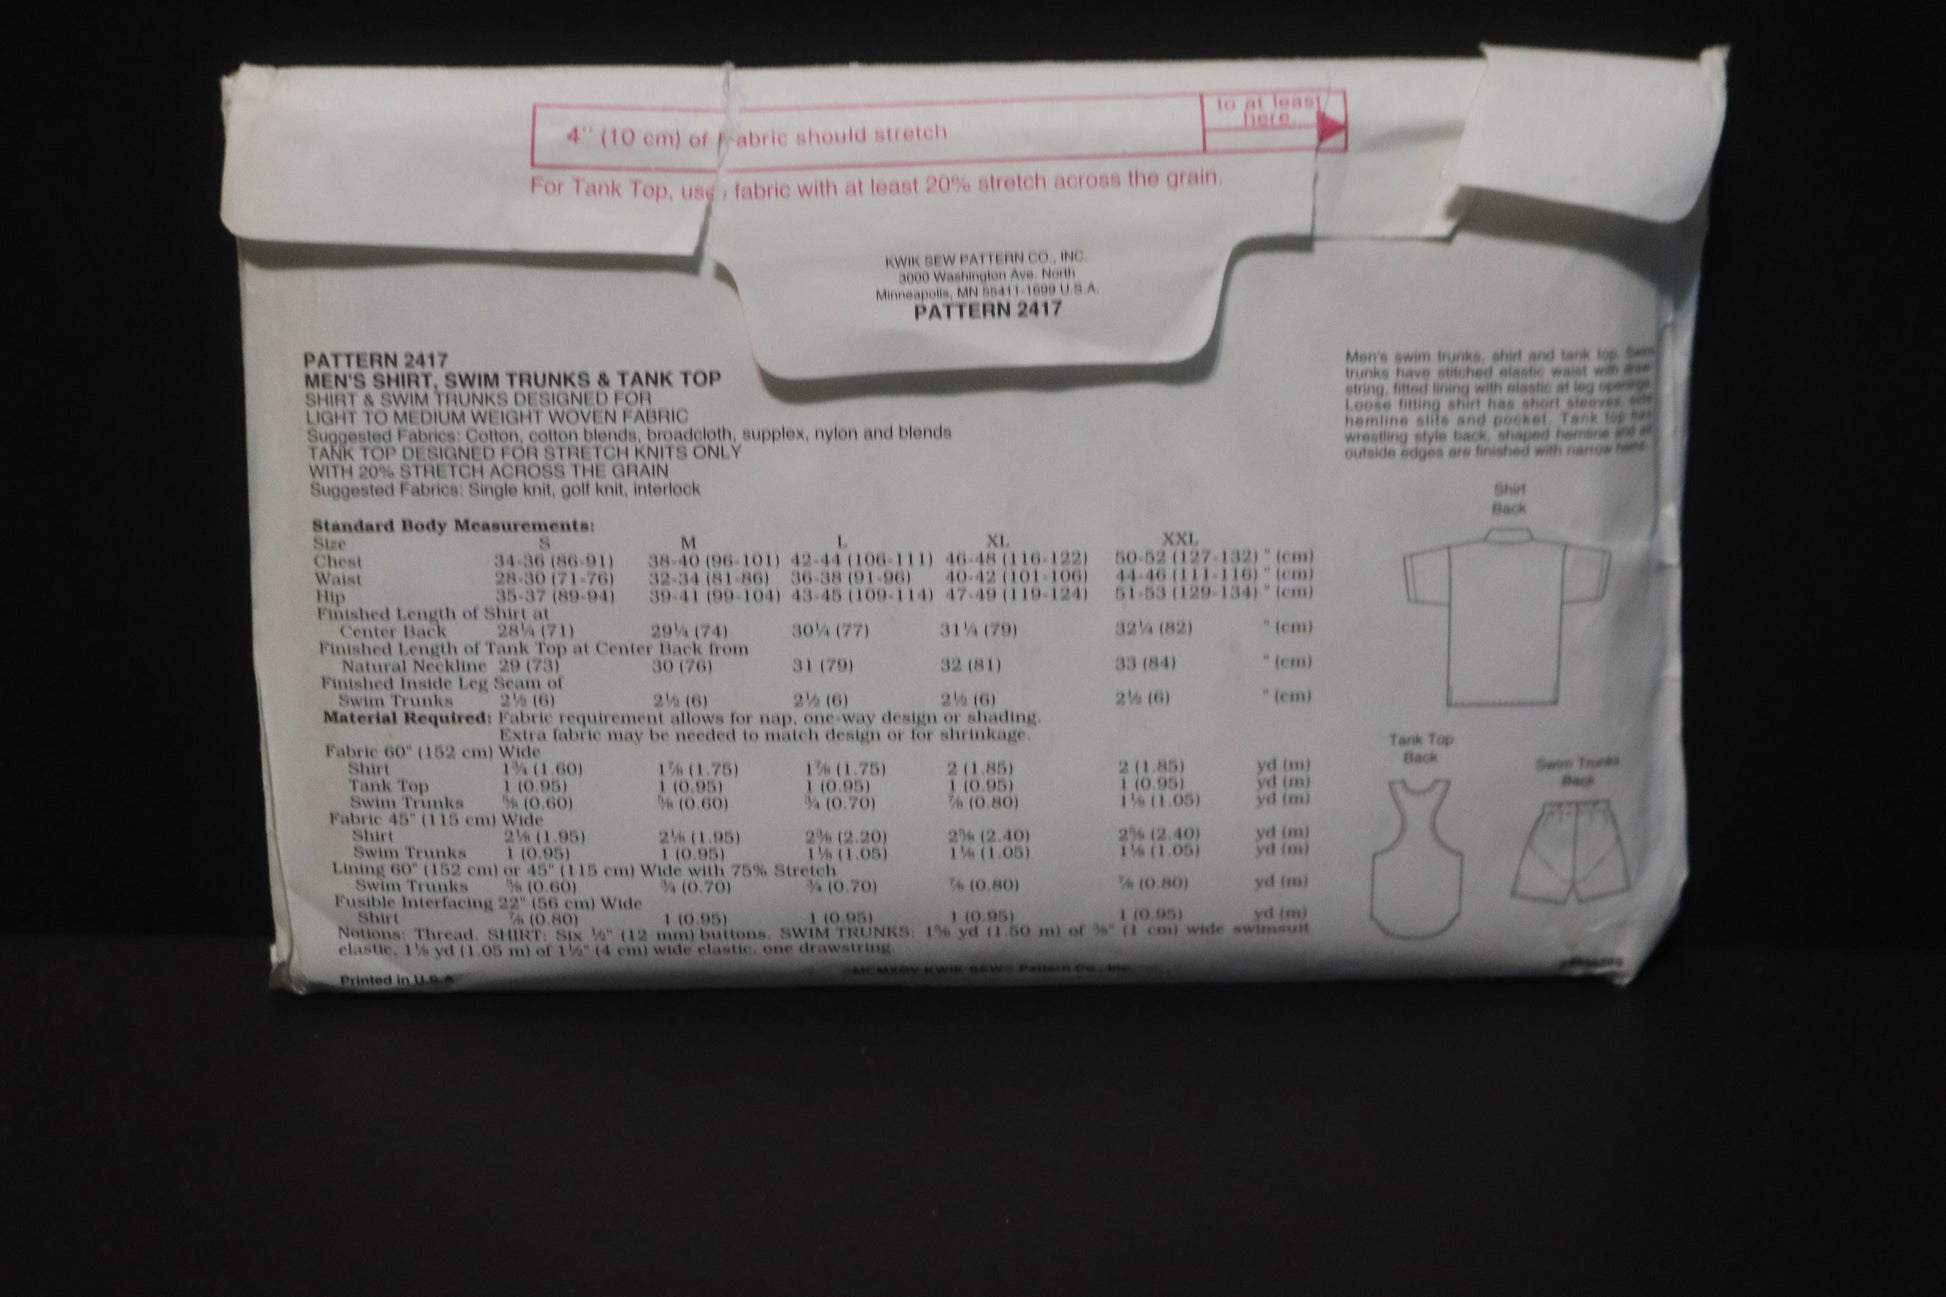 4" (10 cm) of fabric should stretch
to at least
here.
For Tank Top, use fabric with at least 20% stretch across the grain.
KWIK SEW PATTERN CO., INC.
3000 Washington Ave. North
Minneapolis, MN 55411-1699 U.S.A.
PATTERN 2417
PATTERN 2417
MEN'S SHIRT, SWIM TRUNKS & TANK TOP
SHIRT & SWIM TRUNKS DESIGNED FOR
LIGHT TO MEDIUM WEIGHT WOVEN FABRIC
Suggested Fabrics: Cotton, cotton blends, broadcloth, supplex, nylon and blends
TANK TOP DESIGNED FOR STRETCH KNITS ONLY
WITH 20% STRETCH ACROSS THE GRAIN
Suggested Fabrics: Single knit, golf knit, interlock
Men's swim trunks, shirt and tank top. Swim
trunks have stitched elastic waist with draw
string, fitted lining with elastic at leg openings.
Loose fitting shirt has short sleeves, side
hemline slits and pocket. Tank top has
wrestling style back, shaped hemline and all
outside edges are finished with narrow hems.
Standard Body Measurements:
Size S M L XL XXL
Chest 34-36 (86-91) 38-40 (96-101) 42-44 (106-111) 46-48 (116-122) 50-52 (127-132) " (cm)
Waist 28-30 (71-76) 32-34 (81-86) 36-38 (91-96) 40-42 (101-106) 44-46 (111-116) " (cm)
Hip 35-37 (89-94) 39-41 (99-104) 43-45 (109-114) 47-49 (119-124) 51-53 (129-134) " (cm)
Finished Length of Shirt at
Center Back 28¼ (71) 29¼ (74) 30¼ (77) 31¼ (79) 32¼ (82) " (cm)
Finished Length of Tank Top at Center Back from
Natural Neckline 29 (73) 30 (76) 31 (79) 32 (81) 33 (84) " (cm)
Finished Inside Leg Seam of
Swim Trunks 2½ (6) 2½ (6) 2½ (6) 2½ (6) 2½ (6) " (cm)
Material Required: Fabric requirement allows for nap, one-way design or shading.
Extra fabric may be needed to match design or for shrinkage.
Fabric 60" (152 cm) Wide
Shirt 1¾ (1.60) 1⅞ (1.75) 1⅞ (1.75) 2 (1.85) 2 (1.85) yd (m)
Tank Top 1 (0.95) 1 (0.95) 1 (0.95) 1 (0.95) 1 (0.95) yd (m)
Swim Trunks ⅝ (0.60) ⅝ (0.60) ¾ (0.70) ⅞ (0.80) 1⅛ (1.05) yd (m)
Fabric 45" (115 cm) Wide
Shirt 2⅛ (1.95) 2⅛ (1.95) 2⅜ (2.20) 2⅝ (2.40) 2⅝ (2.40) yd (m)
Swim Trunks 1 (0.95) 1 (0.95) 1⅛ (1.05) 1⅛ (1.05) 1⅛ (1.05) yd (m)
Lining 60" (152 cm) or 45" (115 cm) Wide with 75% Stretch
Swim Trunks ⅝ (0.60) ¾ (0.70) ¾ (0.70) ⅞ (0.80) ⅞ (0.80) yd (m)
Fusible Interfacing 22" (56 cm) Wide
Shirt ⅞ (0.80) 1 (0.95) 1 (0.95) 1 (0.95) 1 (0.95) yd (m)
Notions: Thread. SHIRT: Six ½" (12 mm) buttons. SWIM TRUNKS: 1⅝ yd (1.50 m) of ⅜" (1 cm) wide swimsuit
elastic, 1⅛ yd (1.05 m) of 1½" (4 cm) wide elastic, one drawstring.
Shirt
Back
Tank Top
Back
Swim Trunks
Back
Printed in U.S.A
MCMXCV KWIK-SEW® Pattern Co., Inc.